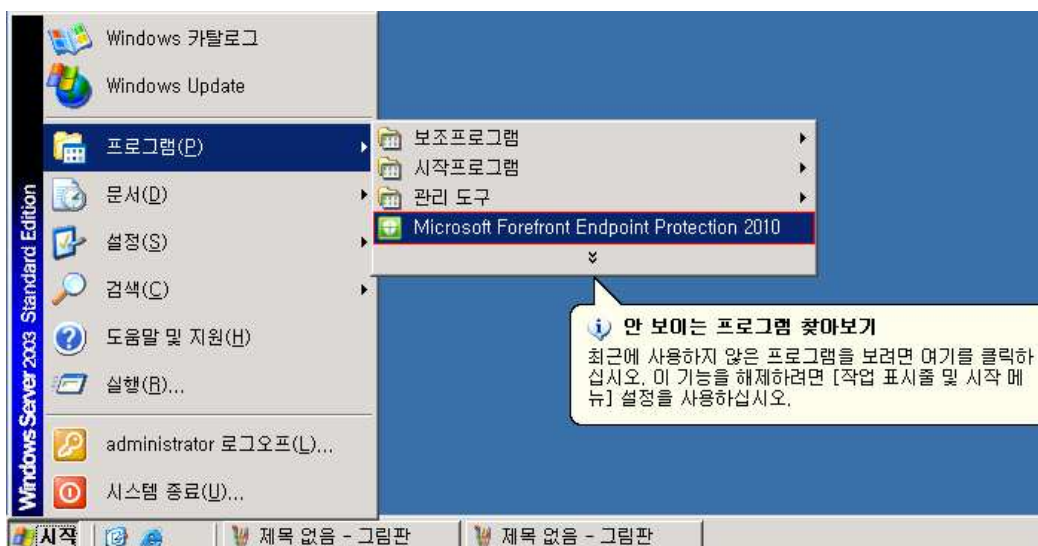 Windows Server 2003 Standard Edition
Windows 카탈로그
Windows Update
프로그램(P)
문서(D)
설정(S)
검색(C)
도움말 및 지원(H)
실행(R)...
administrator 로그오프(L)...
시스템 종료(U)...
보조프로그램
시작프로그램
관리 도구
Microsoft Forefront Endpoint Protection 2010
안 보이는 프로그램 찾아보기
최근에 사용하지 않은 프로그램을 보려면 여기를 클릭하
십시오. 이 기능을 해제하려면 [작업 표시줄 및 시작 메
뉴] 설정을 사용하십시오.
시작
제목 없음 - 그림판
제목 없음 - 그림판